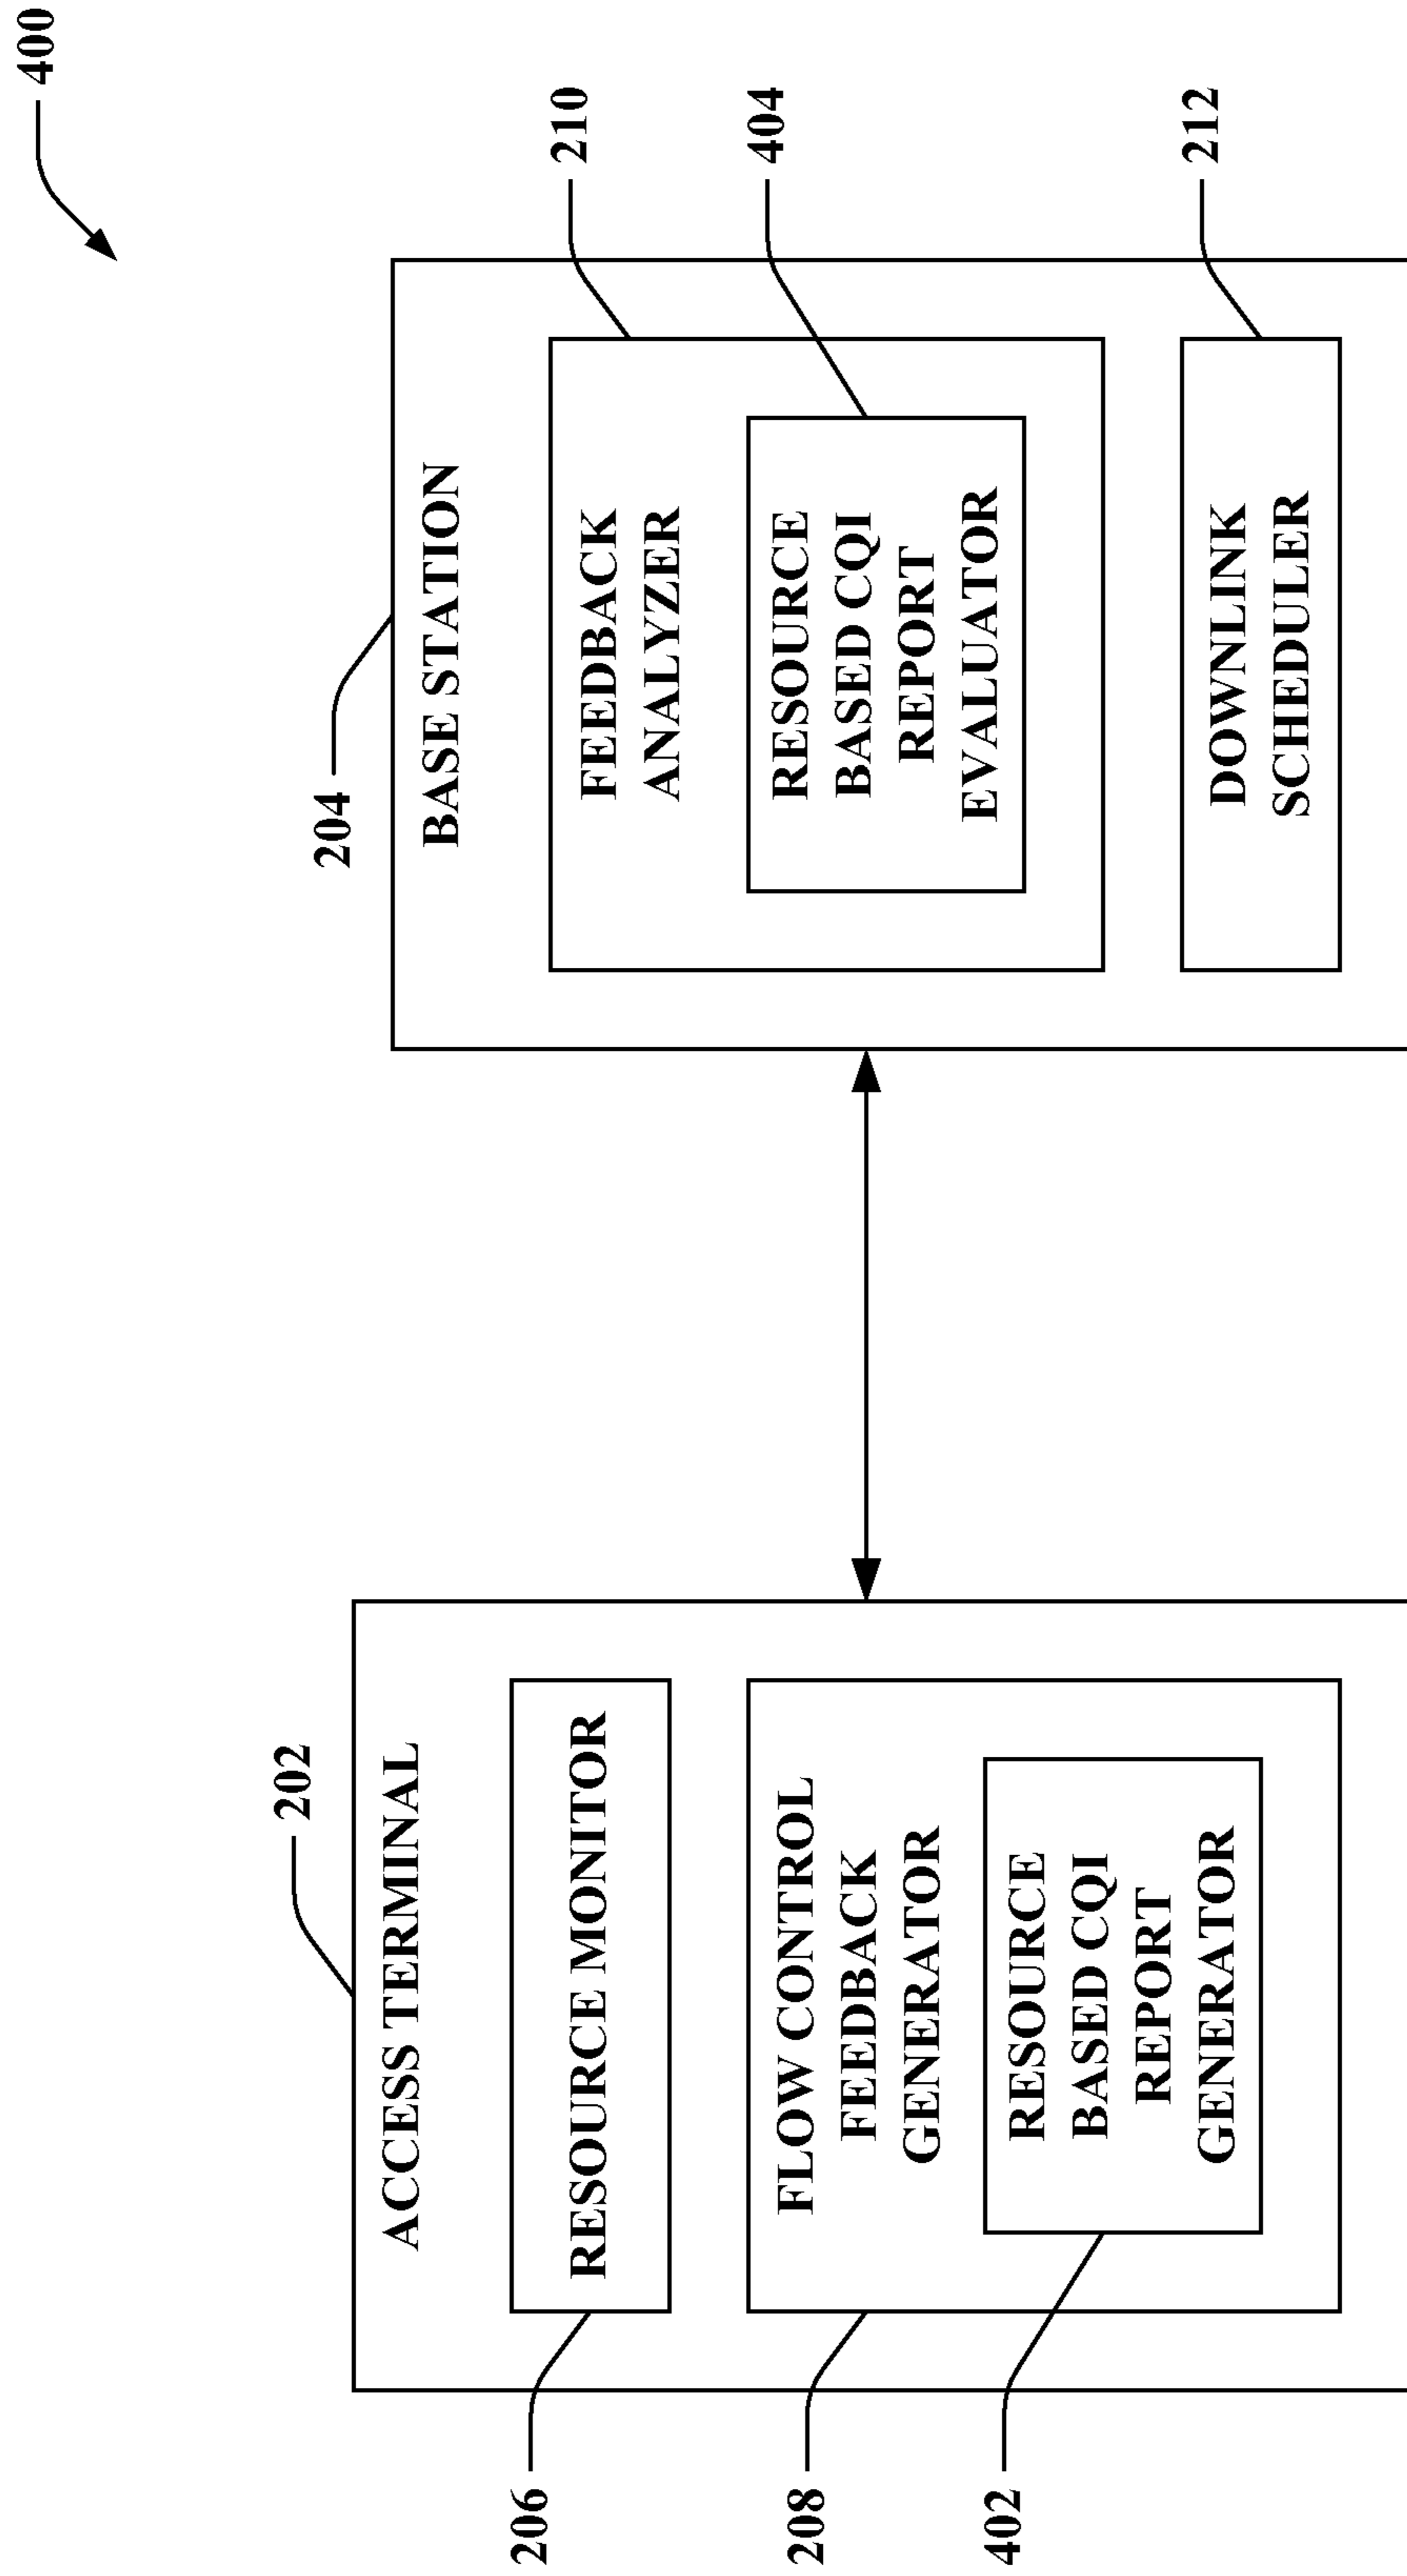 400
202
ACCESS TERMINAL
206
RESOURCE MONITOR
208
FLOW CONTROL
FEEDBACK
GENERATOR
402
RESOURCE
BASED CQI
REPORT
GENERATOR
204
BASE STATION
210
FEEDBACK
ANALYZER
404
RESOURCE
BASED CQI
REPORT
EVALUATOR
212
DOWNLINK
SCHEDULER